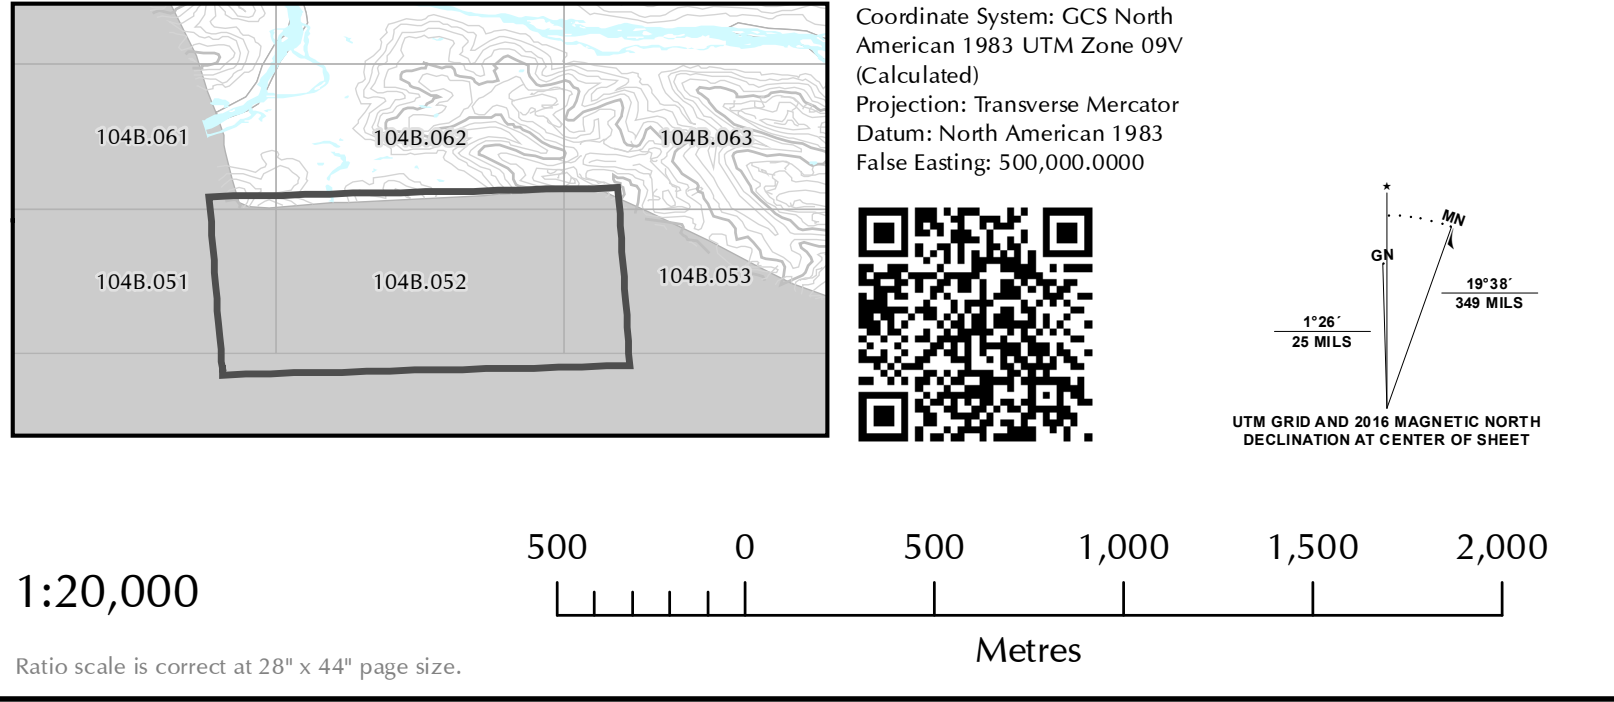 104B.061
104B.062
104B.063
104B.051
104B.052
104B.053
Coordinate System: GCS North
American 1983 UTM Zone 09V
(Calculated)
Projection: Transverse Mercator
Datum: North American 1983
False Easting: 500,000.0000
MN
GN
19°38´
349 MILS
1°26´
25 MILS
UTM GRID AND 2016 MAGNETIC NORTH
DECLINATION AT CENTER OF SHEET
1:20,000
Ratio scale is correct at 28" x 44" page size.
500 0 500 1,000 1,500 2,000
Metres